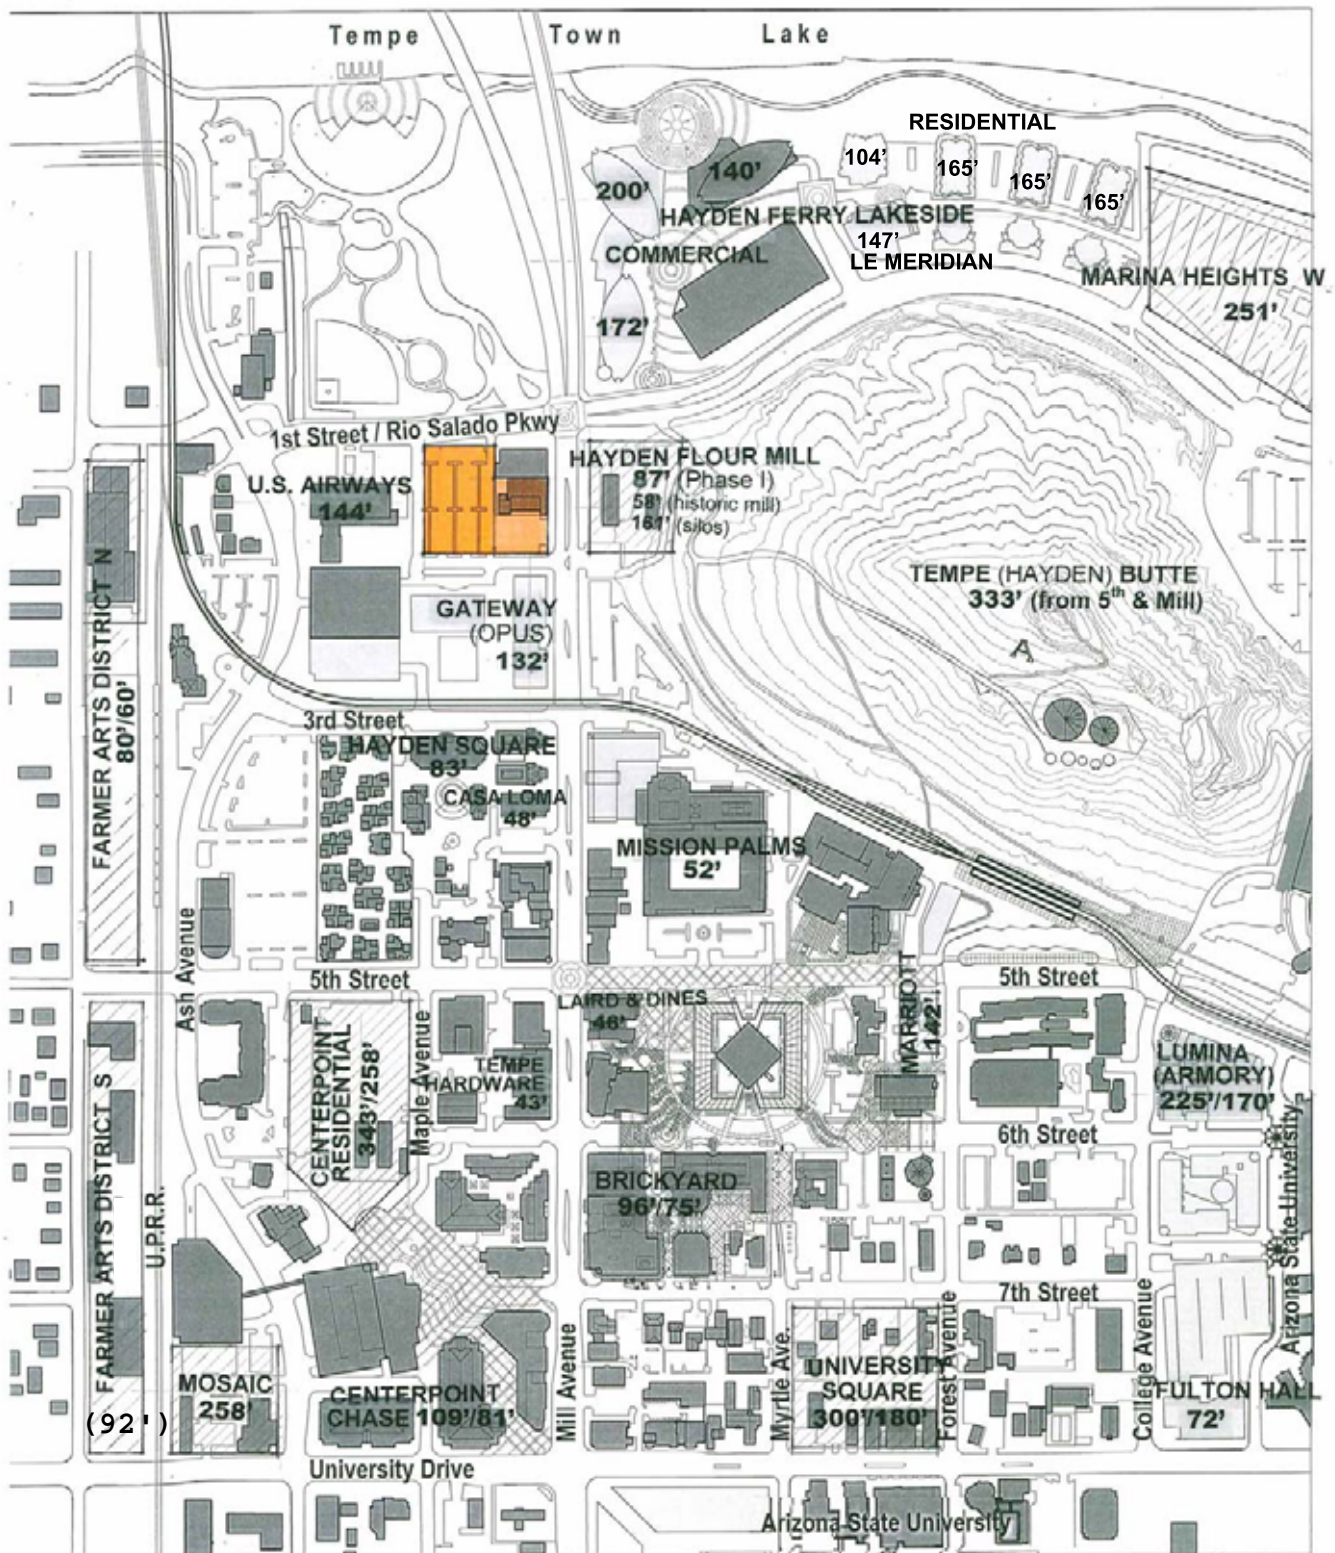 Tempe Town Lake
RESIDENTIAL
200'
140'
104'
165'
165'
165'
HAYDEN FERRY LAKESIDE
COMMERCIAL
147'
LE MERIDIAN
MARINA HEIGHTS W
251'
172'
1st Street / Rio Salado Pkwy
U.S. AIRWAYS
144'
HAYDEN FLOUR MILL
87' (Phase I)
58' (historic mill)
161' (silos)
TEMPE (HAYDEN) BUTTE
333' (from 5th & Mill)
A
GATEWAY
(OPUS)
132'
FARMER ARTS DISTRICT N
80'/60'
3rd Street
HAYDEN SQUARE
83'
CASA LOMA
48'
MISSION PALMS
52'
Ash Avenue
5th Street
5th Street
LAIRD & DINES
46'
MARRIOTT
142'
CENTERPOINT
RESIDENTIAL
343'/258'
Maple Avenue
TEMPE
HARDWARE
43'
LUMINA
(ARMORY)
225'/170'
6th Street
FARMER ARTS DISTRICT S
(92')
U.P.R.R.
BRICKYARD
96'/75'
Arizona State University
7th Street
MOSAIC
258'
CENTERPOINT
CHASE 109'/81'
Mill Avenue
Myrtle Ave.
UNIVERSITY
SQUARE
300'/180'
Forest Avenue
College Avenue
FULTON HALL
72'
University Drive
Arizona State University